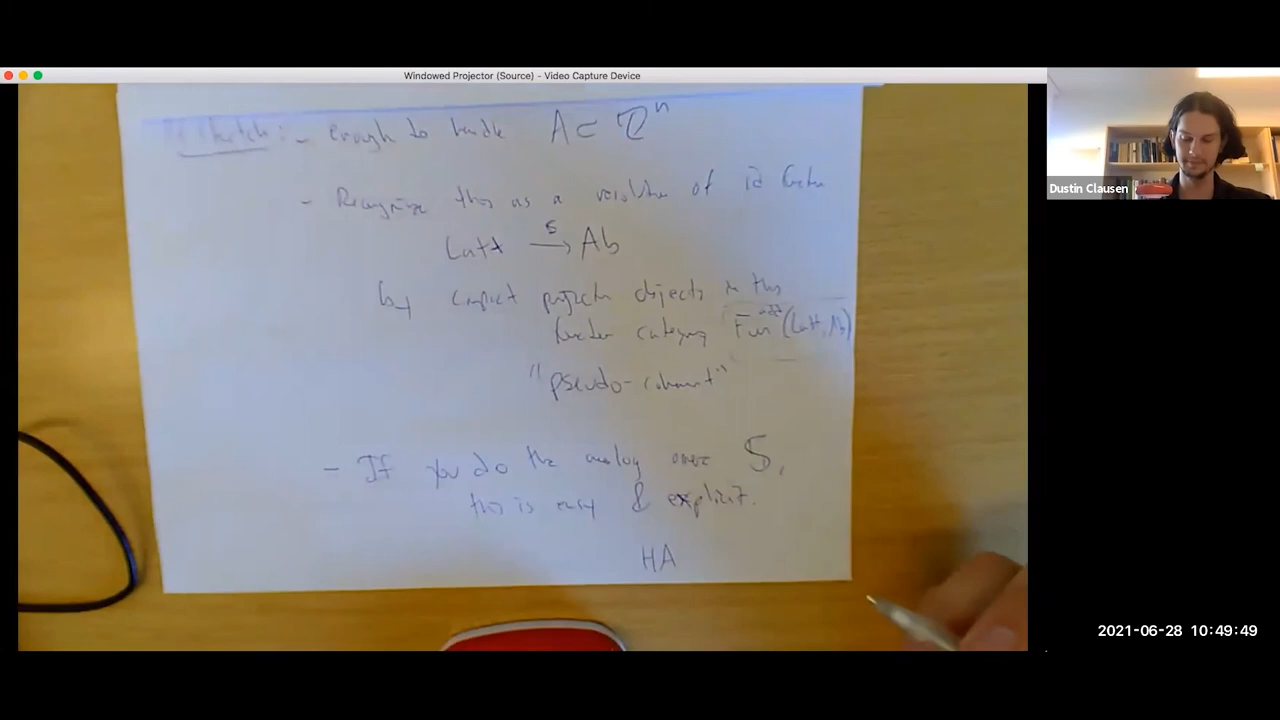 Windowed Projector (Source) - Video Capture Device
sketch: - enough to handle A ⊂ ℤⁿ
- Recognize this as a resolution of id functor
Latt →ˢ Ab
by compact projective objects in this
functor category Fun^add (Latt, Ab)
"pseudo-coherent"
- If you do the analog over S,
this is easy & explicit.
HA
Dustin Clausen
2021-06-28 10:49:49